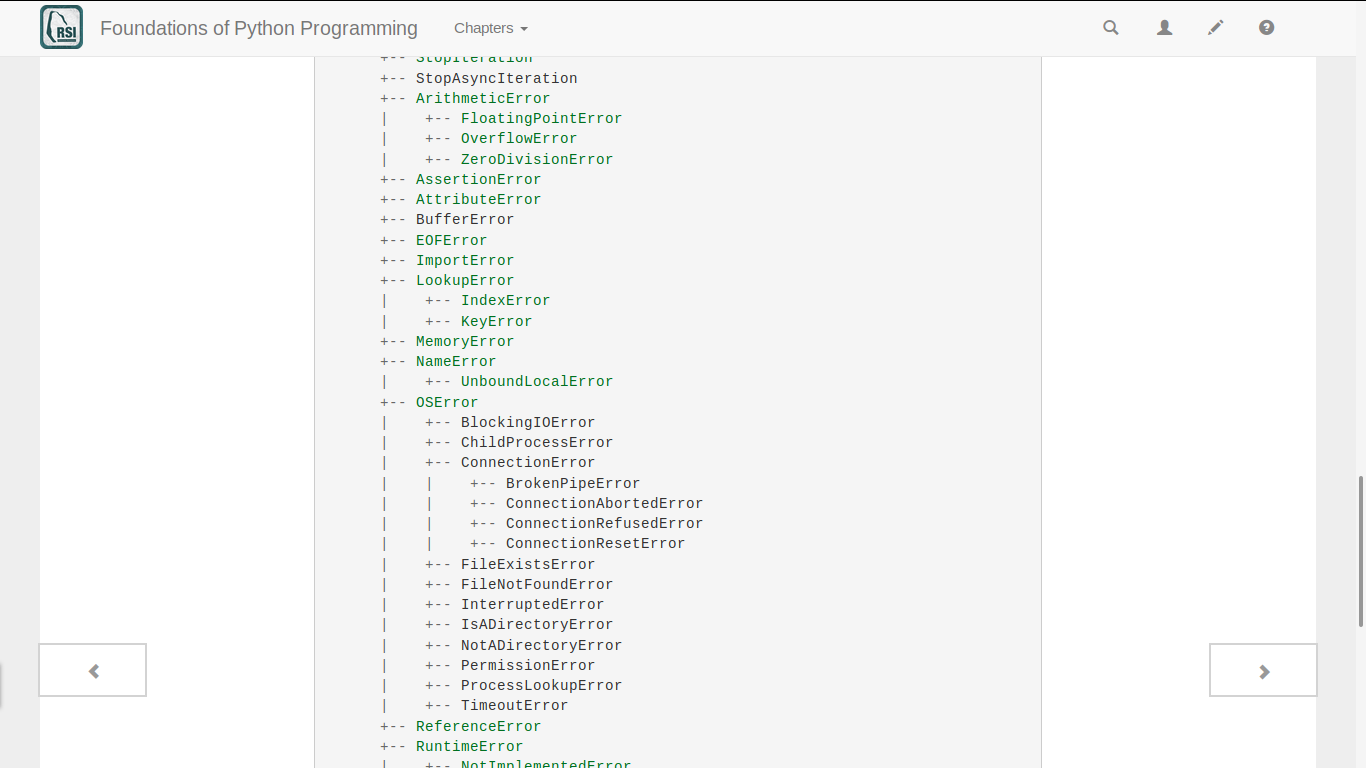 RSI
Foundations of Python Programming
Chapters
+-- StopIteration
+-- StopAsyncIteration
+-- ArithmeticError
|    +-- FloatingPointError
|    +-- OverflowError
|    +-- ZeroDivisionError
+-- AssertionError
+-- AttributeError
+-- BufferError
+-- EOFError
+-- ImportError
+-- LookupError
|    +-- IndexError
|    +-- KeyError
+-- MemoryError
+-- NameError
|    +-- UnboundLocalError
+-- OSError
|    +-- BlockingIOError
|    +-- ChildProcessError
|    +-- ConnectionError
|    |    +-- BrokenPipeError
|    |    +-- ConnectionAbortedError
|    |    +-- ConnectionRefusedError
|    |    +-- ConnectionResetError
|    +-- FileExistsError
|    +-- FileNotFoundError
|    +-- InterruptedError
|    +-- IsADirectoryError
|    +-- NotADirectoryError
|    +-- PermissionError
|    +-- ProcessLookupError
|    +-- TimeoutError
+-- ReferenceError
+-- RuntimeError
|    +-- NotImplementedError